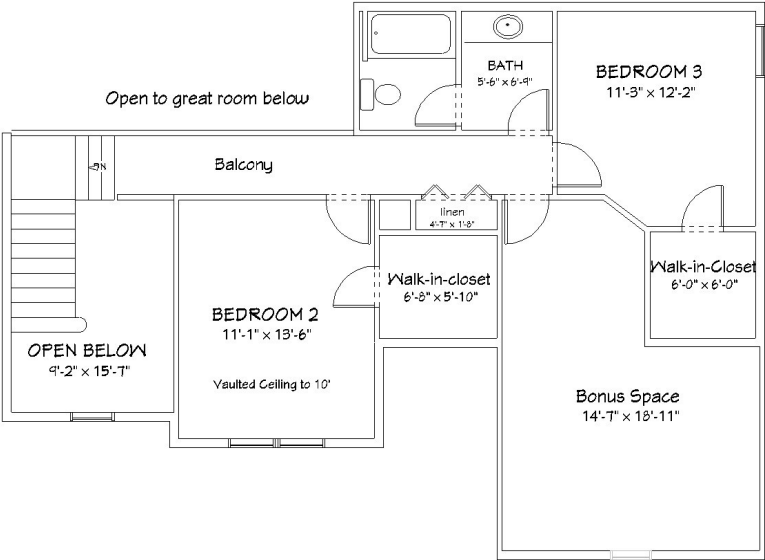 BATH
5'-6" x 6'-9"
BEDROOM 3
11'-3" x 12'-2"
Open to great room below
Balcony
linen
4'-7" x 1'-8"
Walk-in-closet
6'-8" x 5'-10"
Walk-in-Closet
6'-0" x 6'-0"
BEDROOM 2
11'-1" x 13'-6"
Vaulted Ceiling to 10'
OPEN BELOW
9'-2" x 15'-7"
Bonus Space
14'-7" x 18'-11"